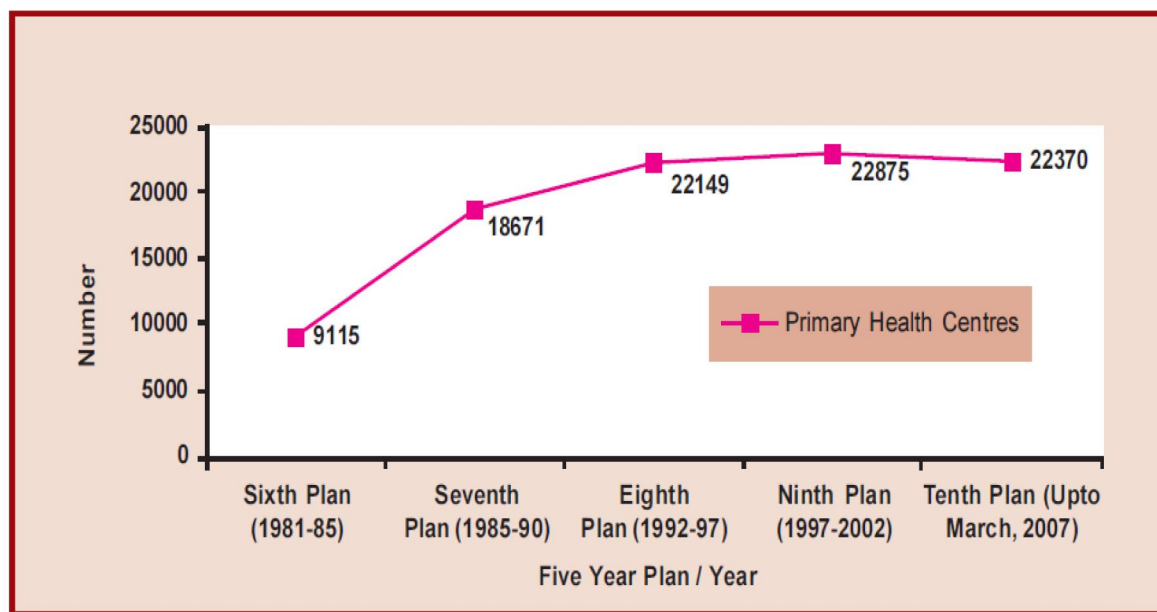 25000
20000
15000
10000
5000
0
Number
9115
18671
22149
22875
22370
Primary Health Centres
Sixth Plan
(1981-85)
Seventh
Plan (1985-90)
Eighth
Plan (1992-97)
Ninth Plan
(1997-2002)
Tenth Plan (Upto
March, 2007)
Five Year Plan / Year